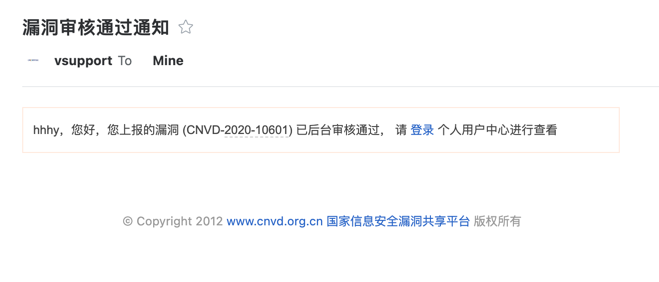 漏洞审核通过通知
vsupport To Mine
hhhy，您好，您上报的漏洞 (CNVD-2020-10601) 已后台审核通过， 请 登录 个人用户中心进行查看
© Copyright 2012 www.cnvd.org.cn 国家信息安全漏洞共享平台 版权所有